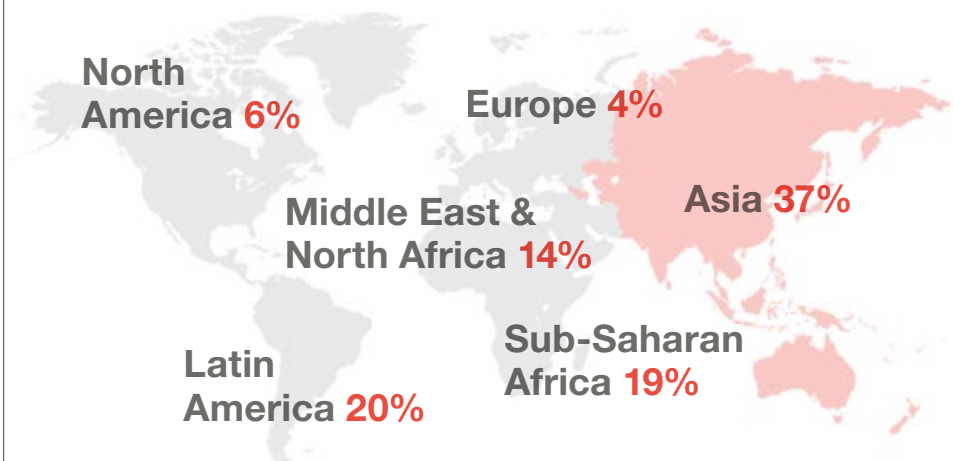 North
America 6%
Europe 4%
Asia 37%
Middle East &
North Africa 14%
Sub-Saharan
Africa 19%
Latin
America 20%